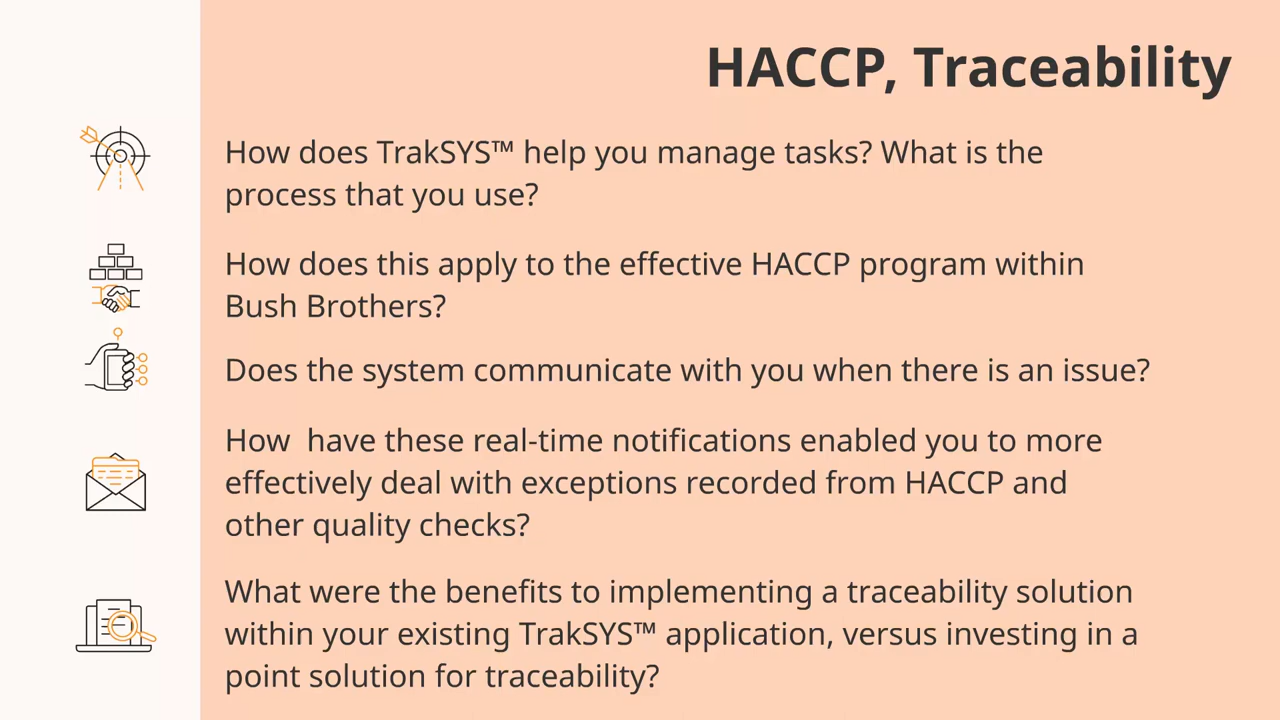 HACCP, Traceability
How does TrakSYS™ help you manage tasks? What is the
process that you use?
How does this apply to the effective HACCP program within
Bush Brothers?
Does the system communicate with you when there is an issue?
How  have these real-time notifications enabled you to more
effectively deal with exceptions recorded from HACCP and
other quality checks?
What were the benefits to implementing a traceability solution
within your existing TrakSYS™ application, versus investing in a
point solution for traceability?